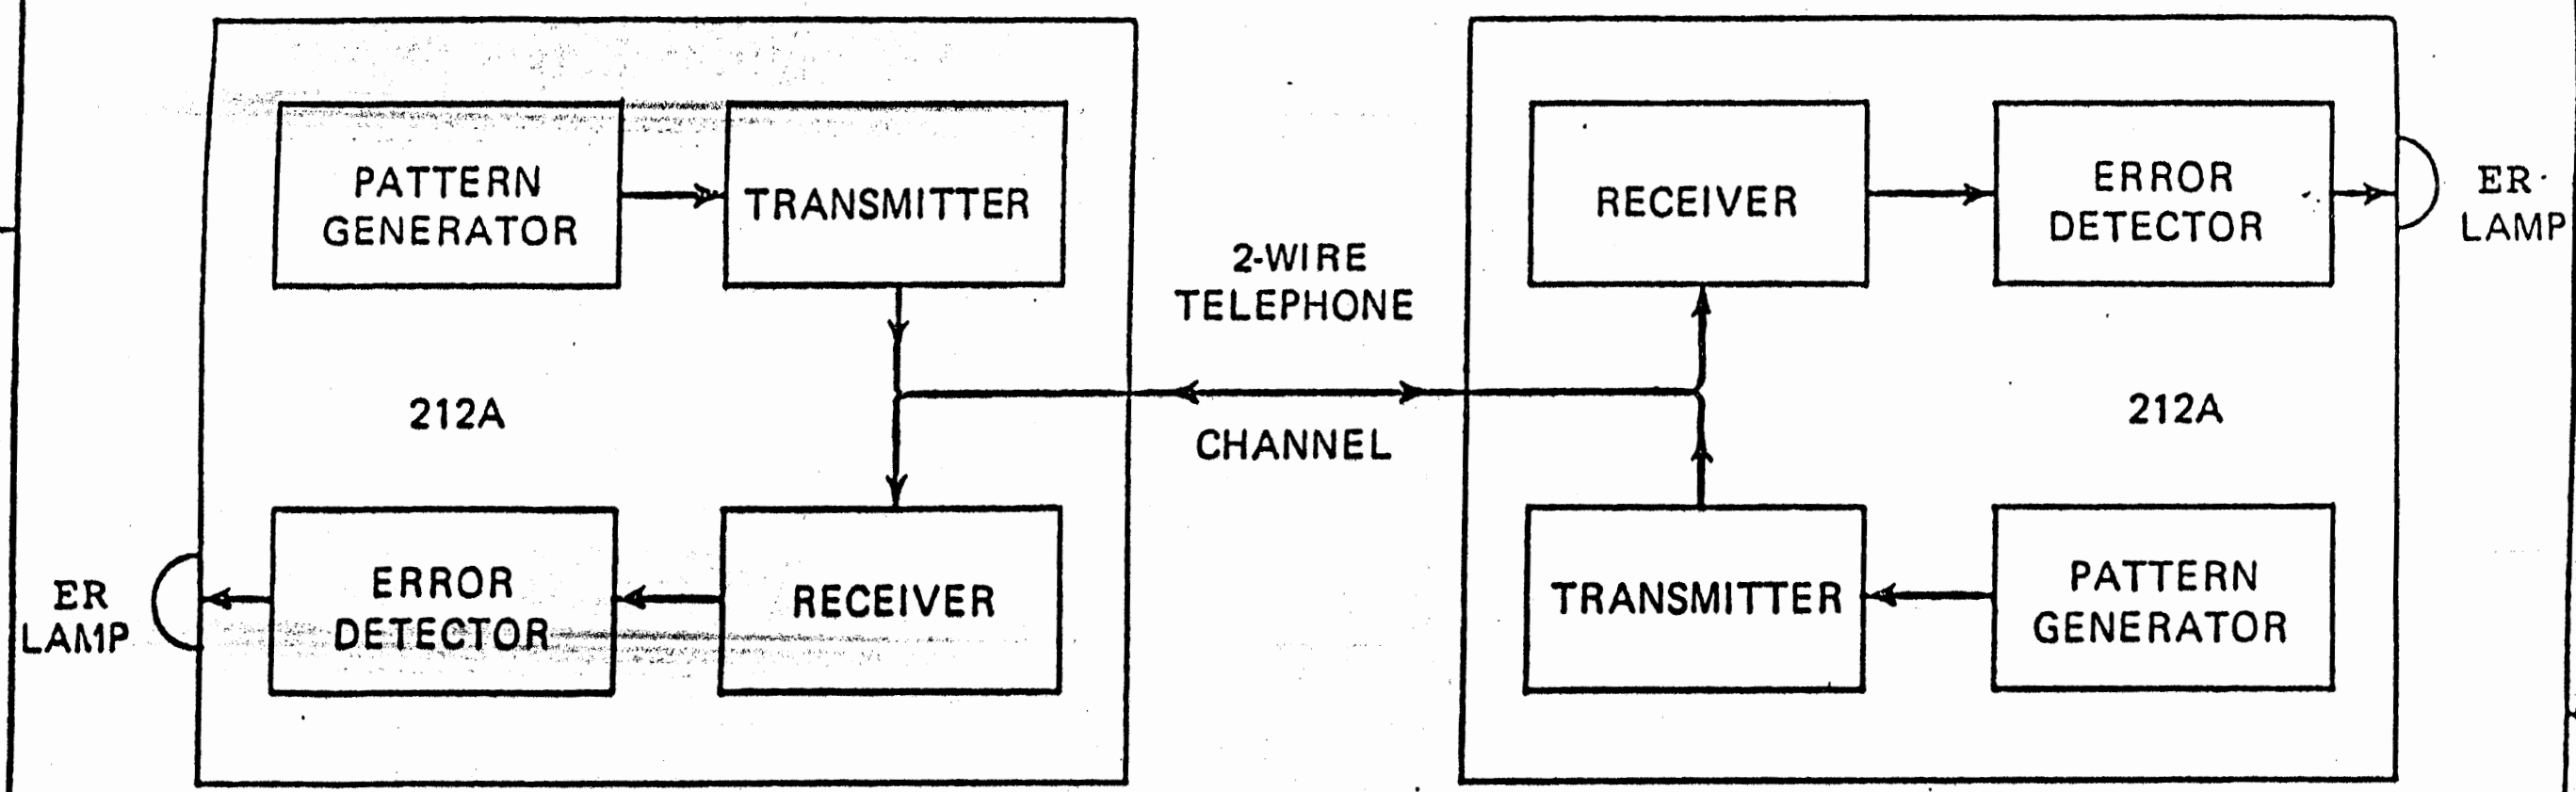 PATTERN
GENERATOR
TRANSMITTER
212A
ER
LAMP
ERROR
DETECTOR
RECEIVER
2-WIRE
TELEPHONE
CHANNEL
RECEIVER
ERROR
DETECTOR
ER
LAMP
212A
TRANSMITTER
PATTERN
GENERATOR